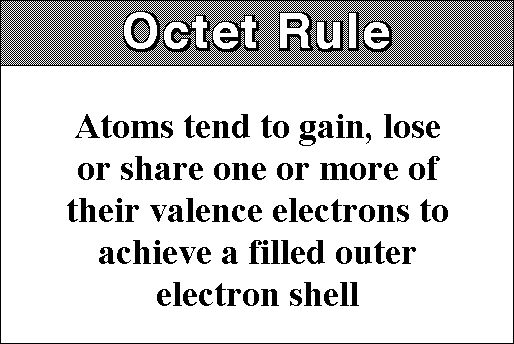 Octet Rule
Atoms tend to gain, lose
or share one or more of
their valence electrons to
achieve a filled outer
electron shell